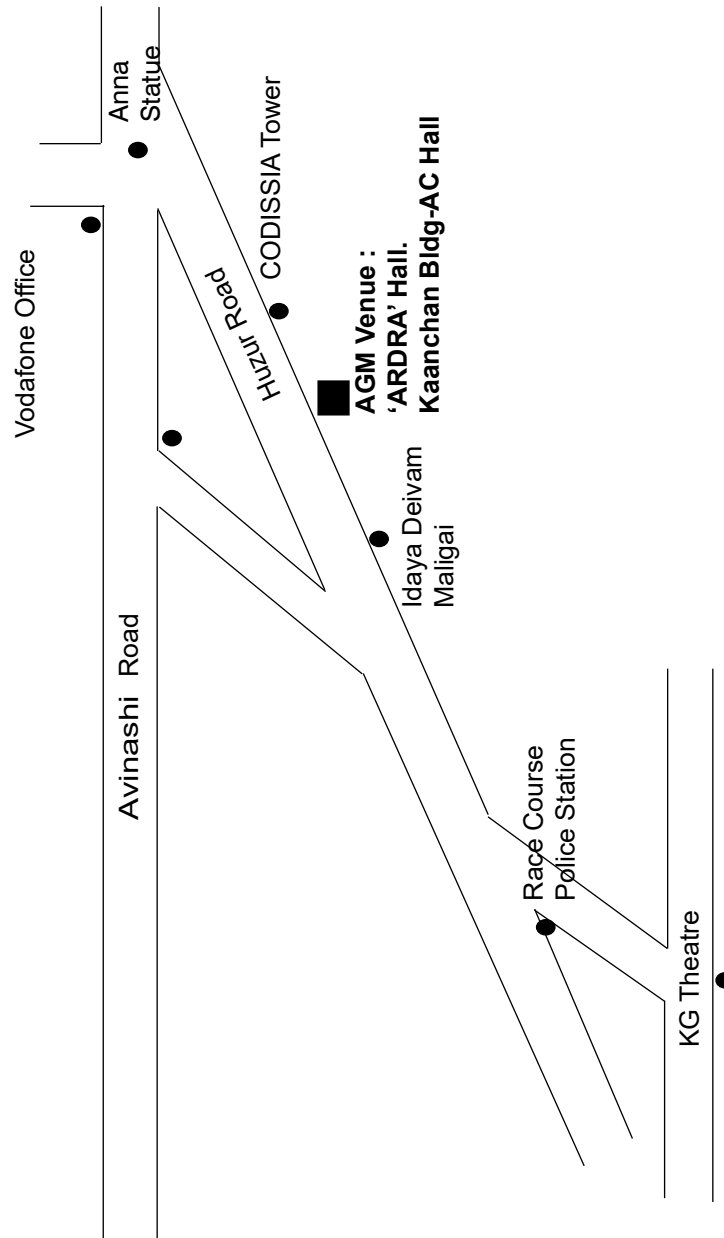 Vodafone Office
Anna
Statue
Avinashi Road
Huzur Road
CODISSIA Tower
AGM Venue :
‘ARDRA’ Hall.
Kaanchan Bldg-AC Hall
Idaya Deivam
Maligai
Race Course
Police Station
KG Theatre